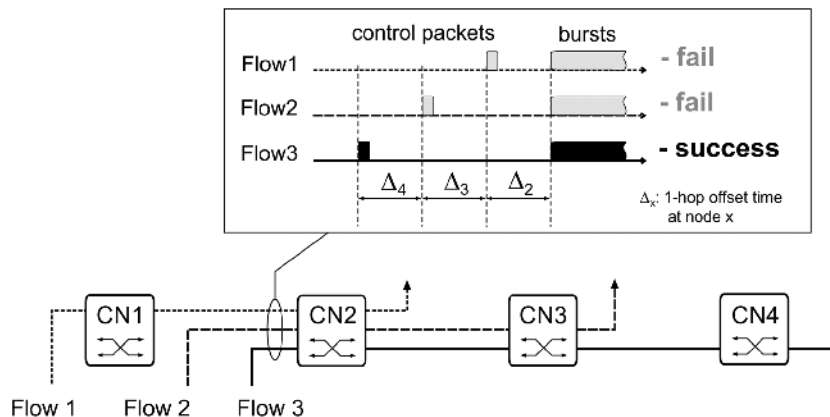 control packets bursts
Flow1 - fail
Flow2 - fail
Flow3 - success
Δ4 Δ3 Δ2
Δx: 1-hop offset time
at node x
CN1 CN2 CN3 CN4
Flow 1 Flow 2 Flow 3